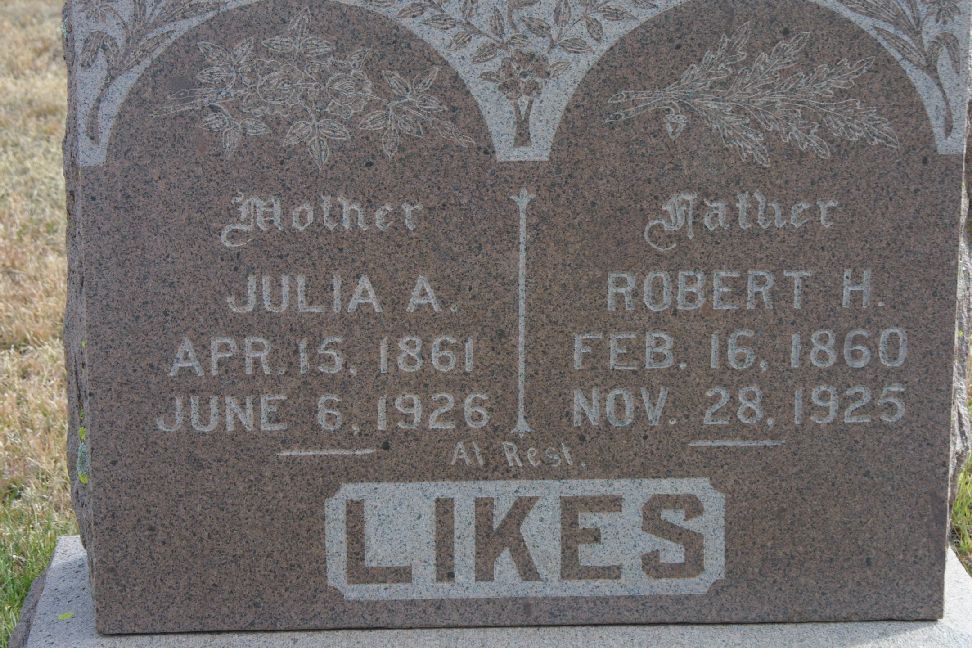 Mother
JULIA A.
APR. 15, 1861
JUNE 6, 1926
Father
ROBERT H.
FEB. 16, 1860
NOV. 28, 1925
At Rest.
LIKES